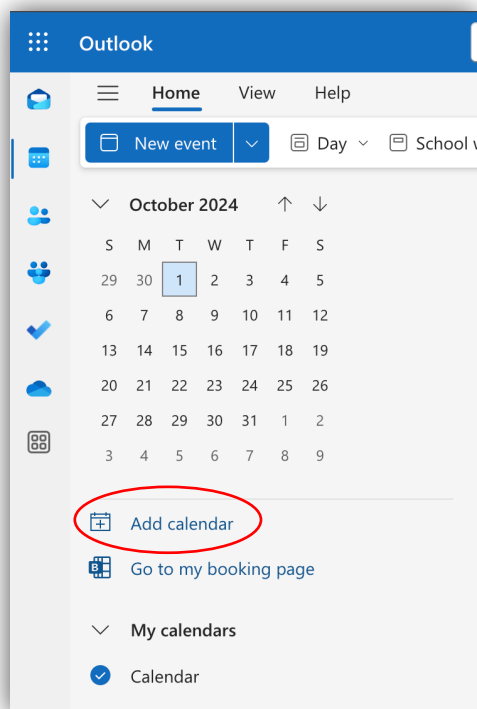 Outlook
Home View Help
New event Day School w
October 2024
S M T W T F S
29 30 1 2 3 4 5
6 7 8 9 10 11 12
13 14 15 16 17 18 19
20 21 22 23 24 25 26
27 28 29 30 31 1 2
3 4 5 6 7 8 9
Add calendar
B Go to my booking page
My calendars
Calendar